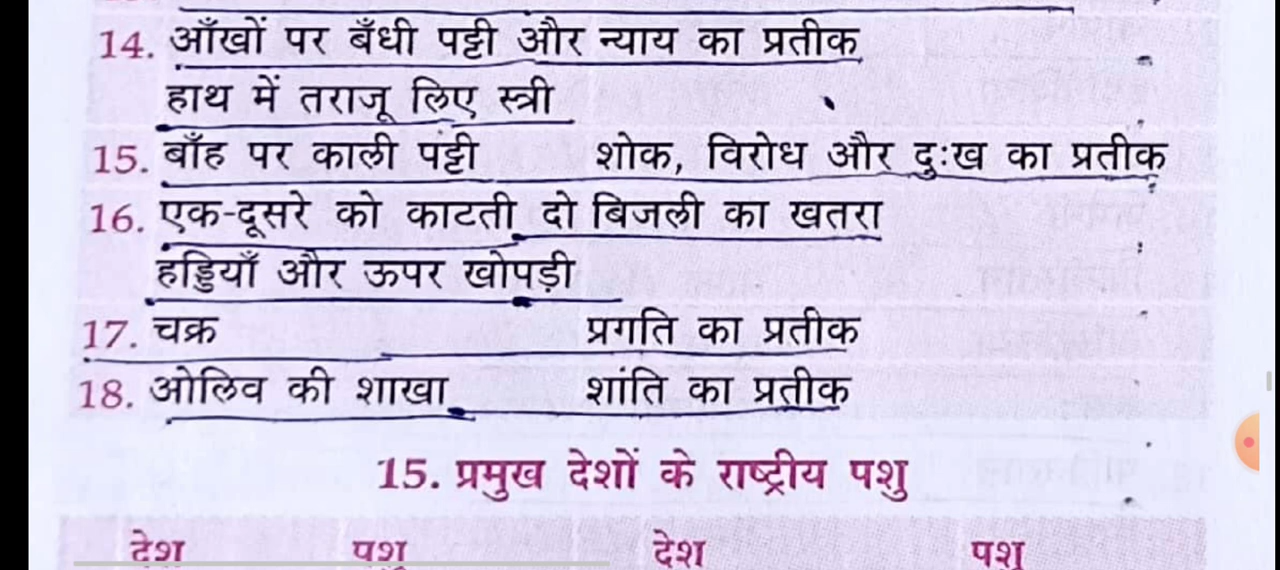 14. आँखों पर बँधी पट्टी और न्याय का प्रतीक
हाथ में तराजू लिए स्त्री
15. बाँह पर काली पट्टी शोक, विरोध और दुःख का प्रतीक
16. एक-दूसरे को काटती दो बिजली का खतरा
हड्डियाँ और ऊपर खोपड़ी
17. चक्र प्रगति का प्रतीक
18. ओलिव की शाखा शांति का प्रतीक
15. प्रमुख देशों के राष्ट्रीय पशु
देश पशु देश पशु